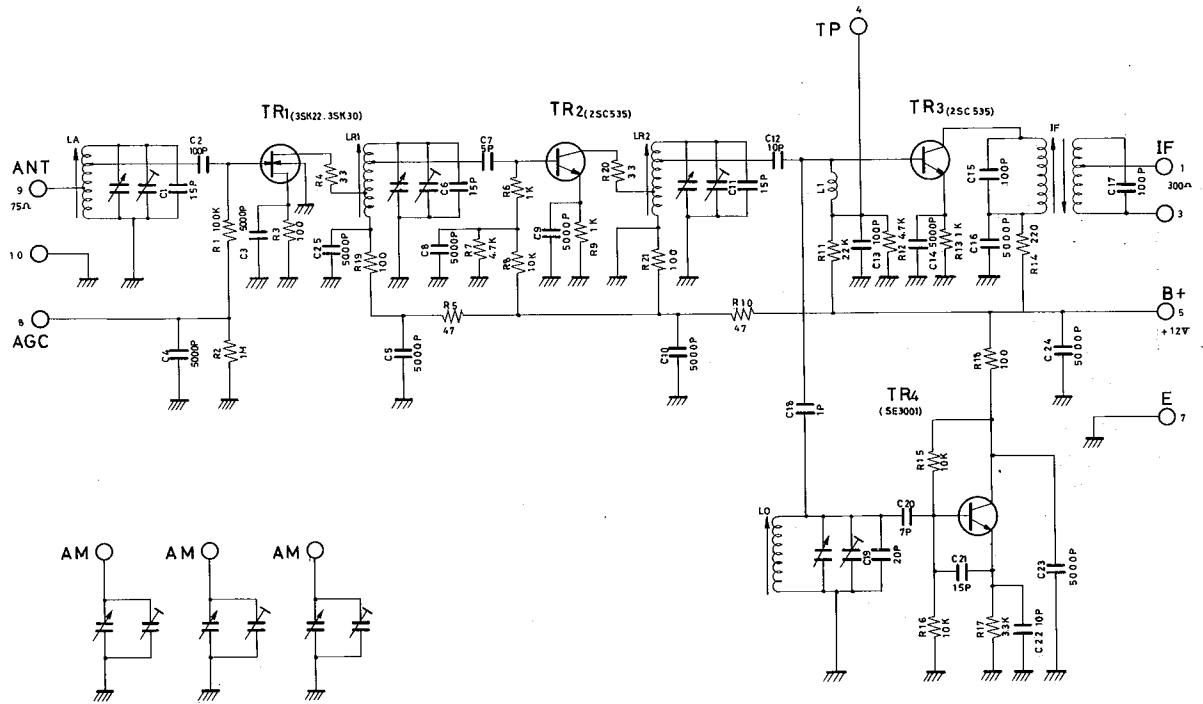 4
TP
TR1(3SK22.3SK30)
TR2(2SC535)
TR3(2SC535)
LA
C2
100P
LR1
C7
5P
LR2
C12
10P
IF
ANT
9
75Ω
C1
15P
R4
33
C6
15P
R6
1K
R20
33
C11
15P
L1
C15
100P
C17
100P
IF
1
300Ω
3
10
R1 100K
C3
5000P
R3
100
C25
5000P
R19
100
C8
5000P
R7
4.7K
R8
10K
C9
5000P
R9 1K
R21
100
R11
22K
C13 100P
R12 4.7K
C14 5000P
R13 1K
C16
5000P
R14
220
8
AGC
R5
47
R10
47
B+
5
+12V
C4
5000P
R2
1M
C5
5000P
C10
5000P
R18
100
C24
5000P
C18
1P
TR4
(SE3001)
E
7
R15
10K
LO
C19
20P
C20
7P
C21
15P
C23
5000P
R16
10K
R17
3.3K
C22 10P
AM
AM
AM